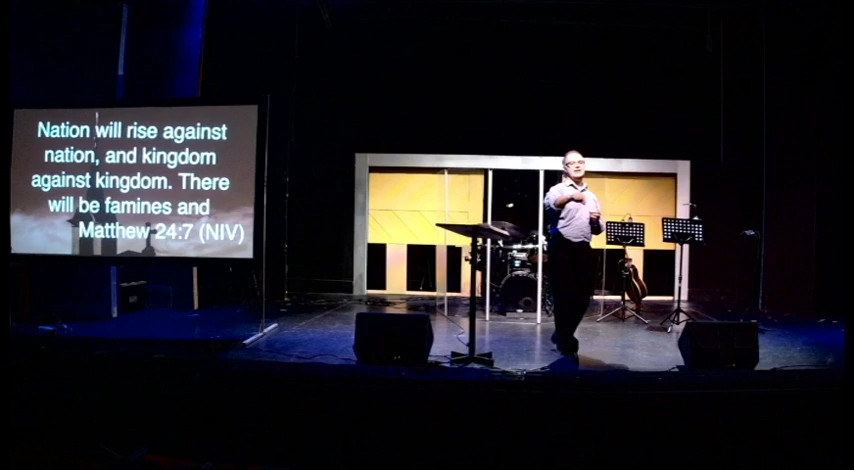 Nation will rise against
nation, and kingdom
against kingdom. There
will be famines and
Matthew 24:7 (NIV)